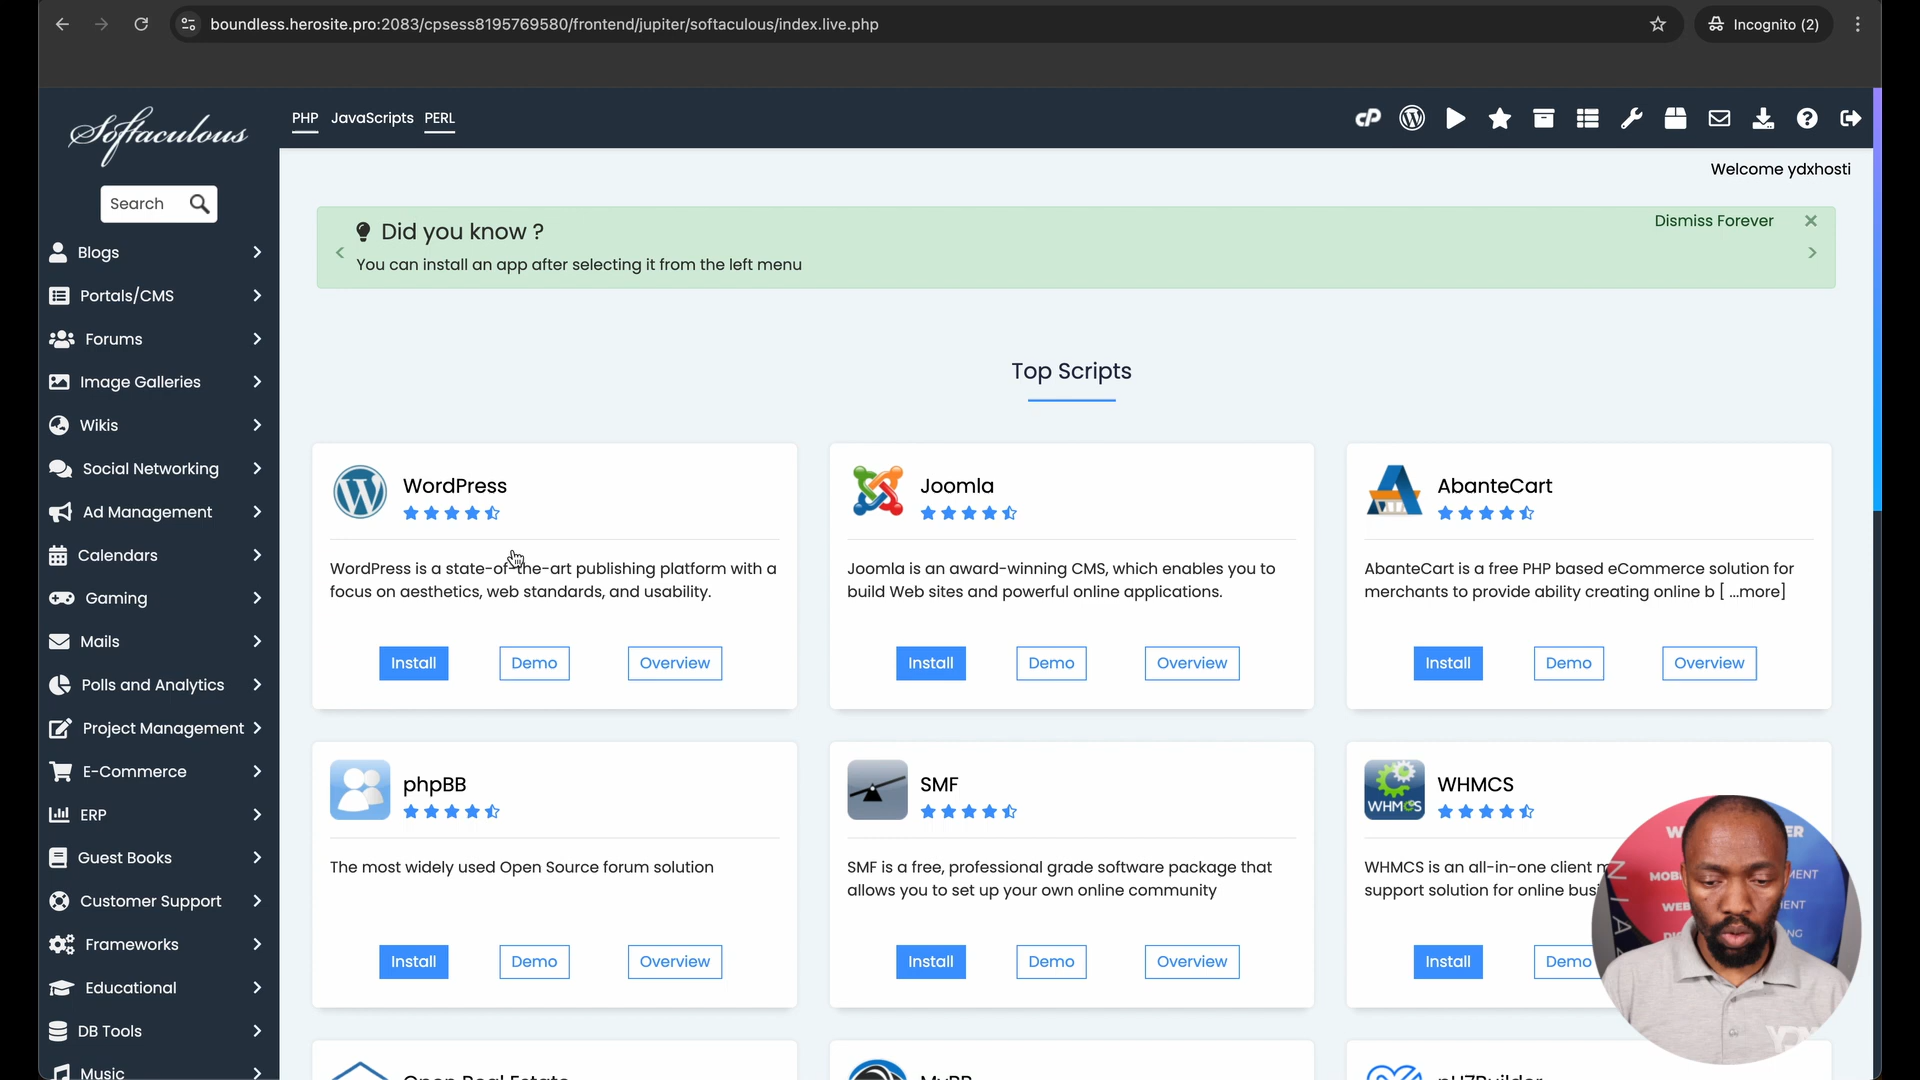 boundless.herosite.pro:2083/cpsess8195769580/frontend/jupiter/softaculous/index.live.php
Incognito (2)
Softaculous
PHP JavaScripts PERL
Welcome ydxhosti
Search
Blogs
Portals/CMS
Forums
Image Galleries
Wikis
Social Networking
Ad Management
Calendars
Gaming
Mails
Polls and Analytics
Project Management
E-Commerce
ERP
Guest Books
Customer Support
Frameworks
Educational
DB Tools
Music
Did you know ?
Dismiss Forever
You can install an app after selecting it from the left menu
Top Scripts
WordPress
WordPress is a state-of-the-art publishing platform with a
focus on aesthetics, web standards, and usability.
Install Demo Overview
Joomla
Joomla is an award-winning CMS, which enables you to
build Web sites and powerful online applications.
Install Demo Overview
AbanteCart
AbanteCart is a free PHP based eCommerce solution for
merchants to provide ability creating online b [ ...more]
Install Demo Overview
phpBB
The most widely used Open Source forum solution
Install Demo Overview
SMF
SMF is a free, professional grade software package that
allows you to set up your own online community
Install Demo Overview
WHMCS
WHMCS
WHMCS is an all-in-one client
support solution for online
Install Demo
Open Real Estate
MyBB